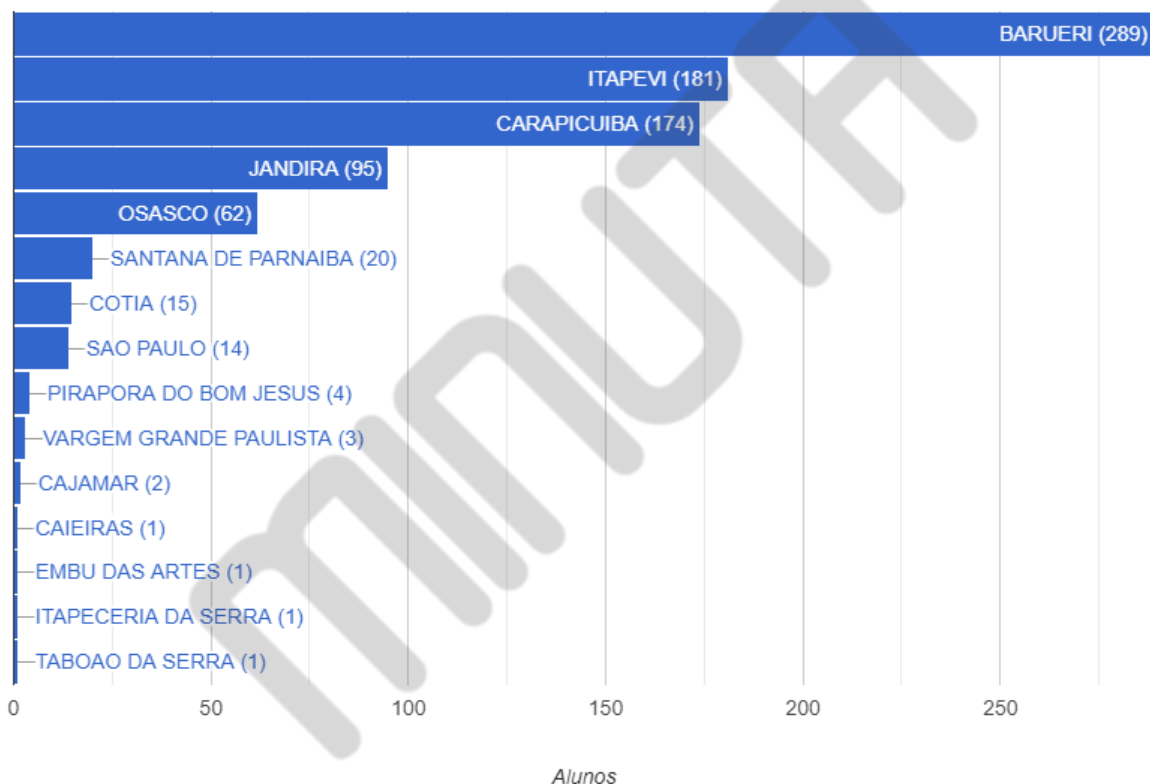 BARUERI (289)
ITAPEVI (181)
CARAPICUIBA (174)
JANDIRA (95)
OSASCO (62)
SANTANA DE PARNAIBA (20)
COTIA (15)
SAO PAULO (14)
PIRAPORA DO BOM JESUS (4)
VARGEM GRANDE PAULISTA (3)
CAJAMAR (2)
CAIEIRAS (1)
EMBU DAS ARTES (1)
ITAPECERIA DA SERRA (1)
TABOAO DA SERRA (1)
0 50 100 150 200 250
Alunos
MINUTA